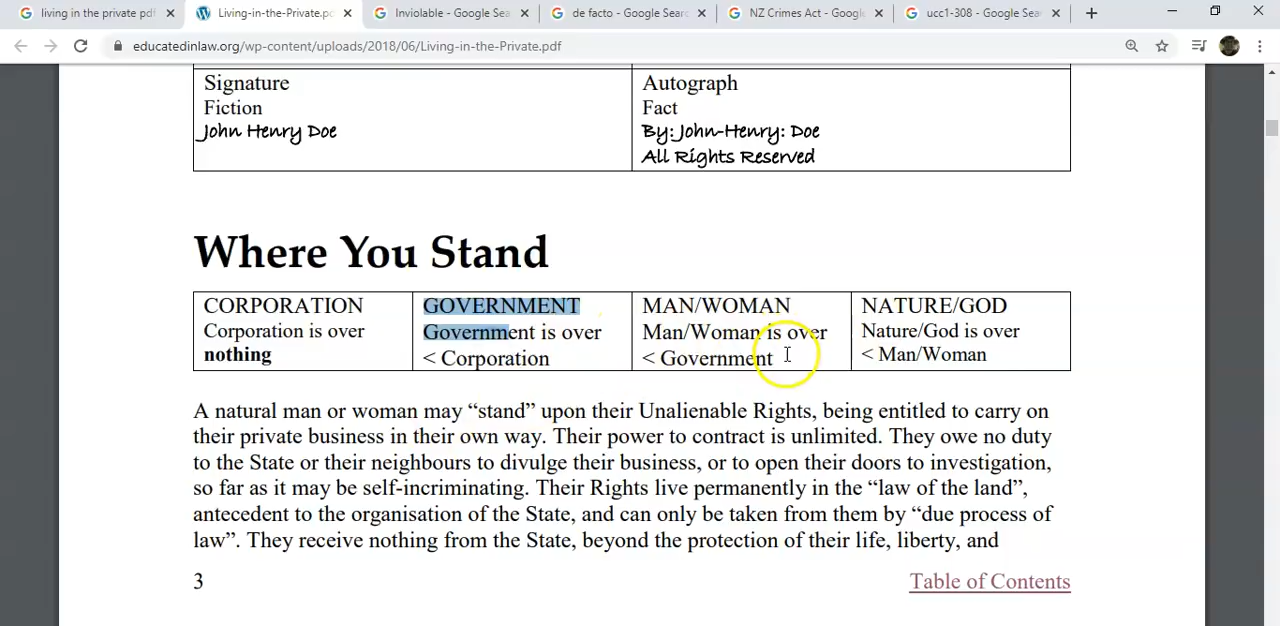 living in the private pdf
Living-in-the-Private.pd
Inviolable - Google Sea
de facto - Google Searc
NZ Crimes Act - Google
ucc1-308 - Google Sea
educatedinlaw.org/wp-content/uploads/2018/06/Living-in-the-Private.pdf
Signature
Fiction
John Henry Doe
Autograph
Fact
By: John-Henry: Doe
All Rights Reserved
Where You Stand
CORPORATION
Corporation is over
nothing
GOVERNMENT
Government is over
< Corporation
MAN/WOMAN
Man/Woman is over
< Government
NATURE/GOD
Nature/God is over
< Man/Woman
A natural man or woman may “stand” upon their Unalienable Rights, being entitled to carry on
their private business in their own way. Their power to contract is unlimited. They owe no duty
to the State or their neighbours to divulge their business, or to open their doors to investigation,
so far as it may be self-incriminating. Their Rights live permanently in the “law of the land”,
antecedent to the organisation of the State, and can only be taken from them by “due process of
law”. They receive nothing from the State, beyond the protection of their life, liberty, and
3
Table of Contents